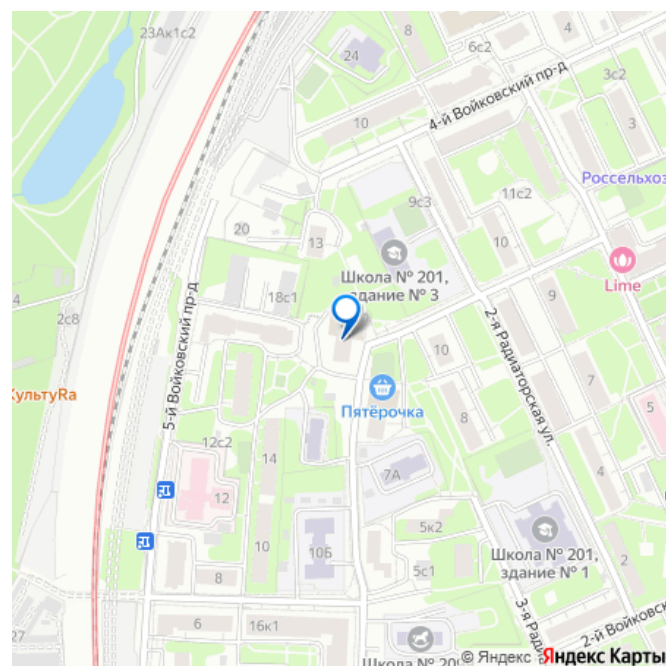 23Ак1с2
24
6с2
4
3с2
4-й Войковский пр-д
10
3
Россельхоз
11с2
9с3
20
13
10
Школа № 201,
здание № 3
Lime
4
2с8
18с1
9
5-й Войковский пр-д
2-я Радиаторская ул.
10
7
КультуRа
Пятёрочка
8
5
12с2
14
7А
4
12
5к2
Школа № 201,
здание № 1
10
10Б
2
8
5с1
3-я Радиа
6
16к1
2-й Войковс
27
Школа № 20
© Яндекс Яндекс Карты